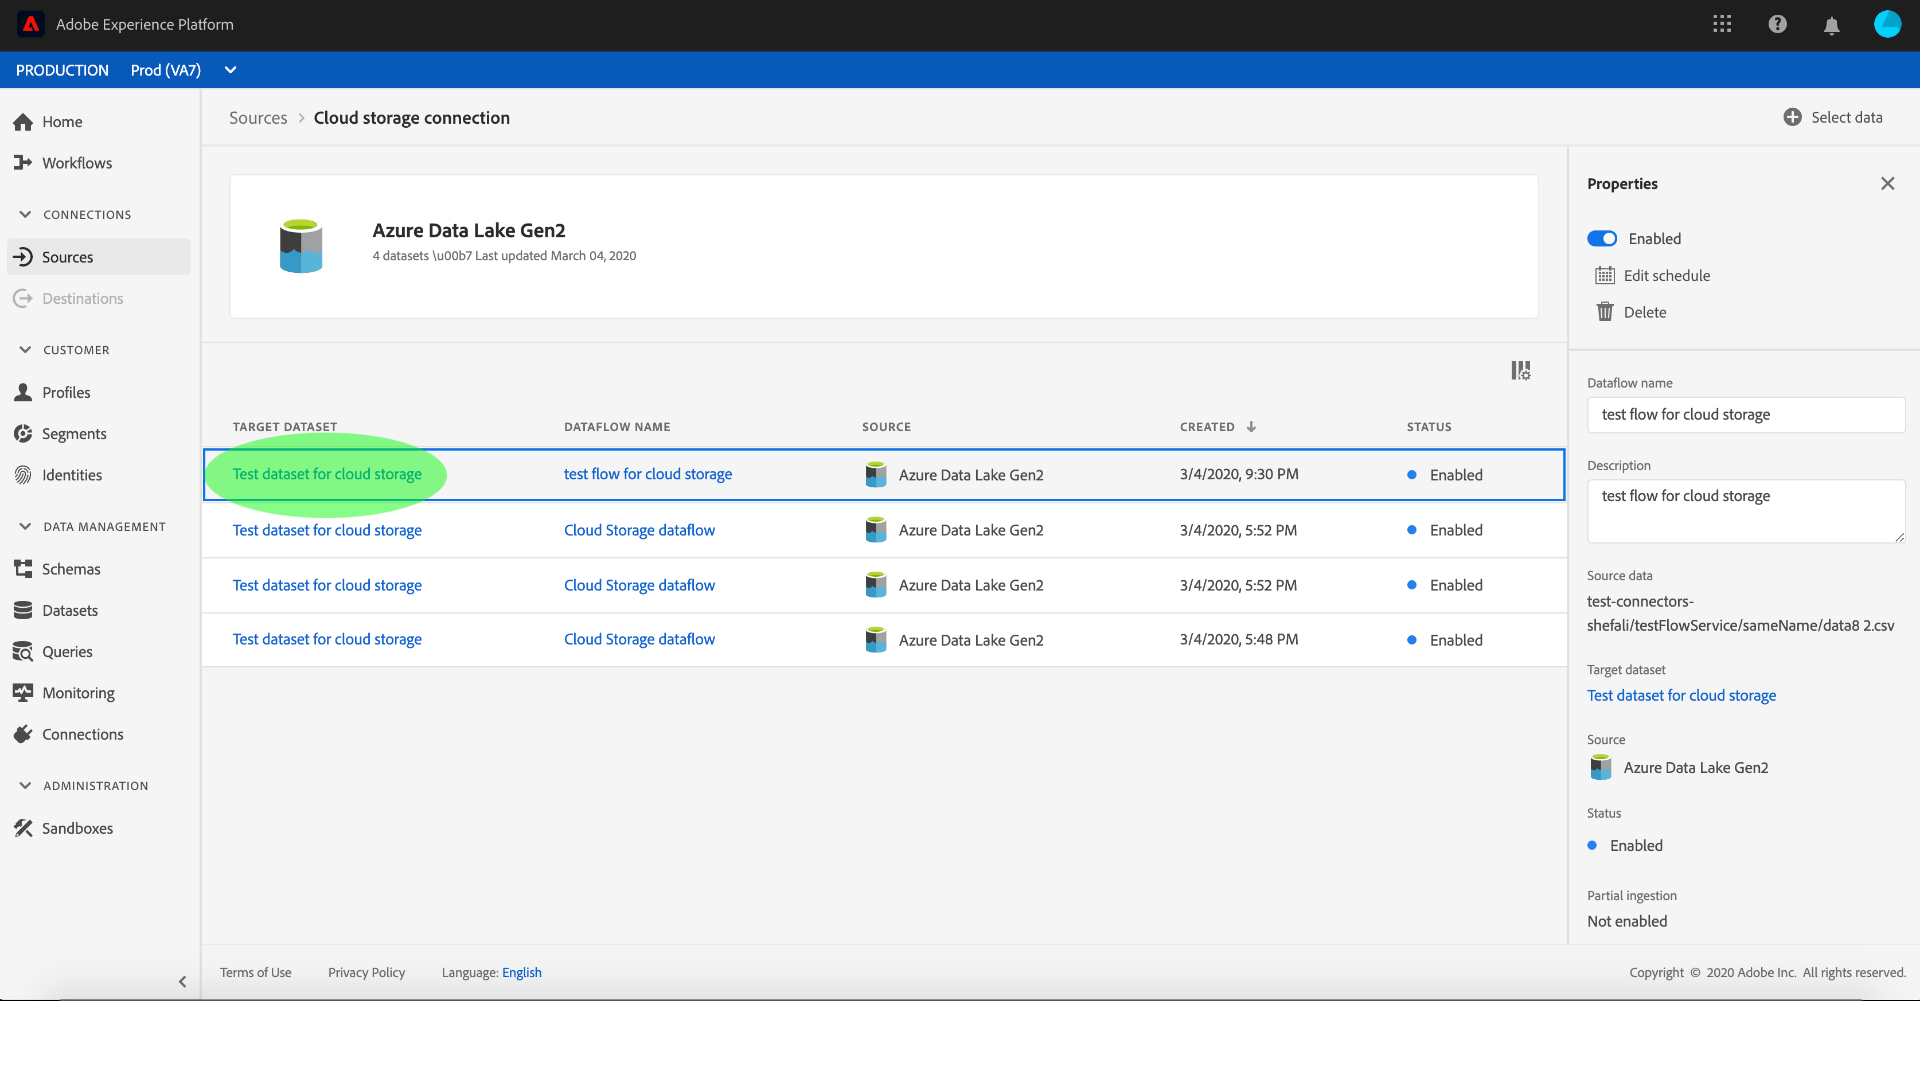 Adobe Experience Platform
PRODUCTION Prod (VA7)
Home
Workflows
CONNECTIONS
Sources
Destinations
CUSTOMER
Profiles
Segments
Identities
DATA MANAGEMENT
Schemas
Datasets
Queries
Monitoring
Connections
ADMINISTRATION
Sandboxes
Sources > Cloud storage connection
Select data
Azure Data Lake Gen2
4 datasets \u00b7 Last updated March 04, 2020
TARGET DATASET DATAFLOW NAME SOURCE CREATED ↓ STATUS
Test dataset for cloud storage test flow for cloud storage Azure Data Lake Gen2 3/4/2020, 9:30 PM Enabled
Test dataset for cloud storage Cloud Storage dataflow Azure Data Lake Gen2 3/4/2020, 5:52 PM Enabled
Test dataset for cloud storage Cloud Storage dataflow Azure Data Lake Gen2 3/4/2020, 5:52 PM Enabled
Test dataset for cloud storage Cloud Storage dataflow Azure Data Lake Gen2 3/4/2020, 5:48 PM Enabled
Properties
Enabled
Edit schedule
Delete
Dataflow name
test flow for cloud storage
Description
test flow for cloud storage
Source data
test-connectors-
shefali/testFlowService/sameName/data8 2.csv
Target dataset
Test dataset for cloud storage
Source
Azure Data Lake Gen2
Status
Enabled
Partial ingestion
Not enabled
Terms of Use Privacy Policy Language: English
Copyright © 2020 Adobe Inc. All rights reserved.